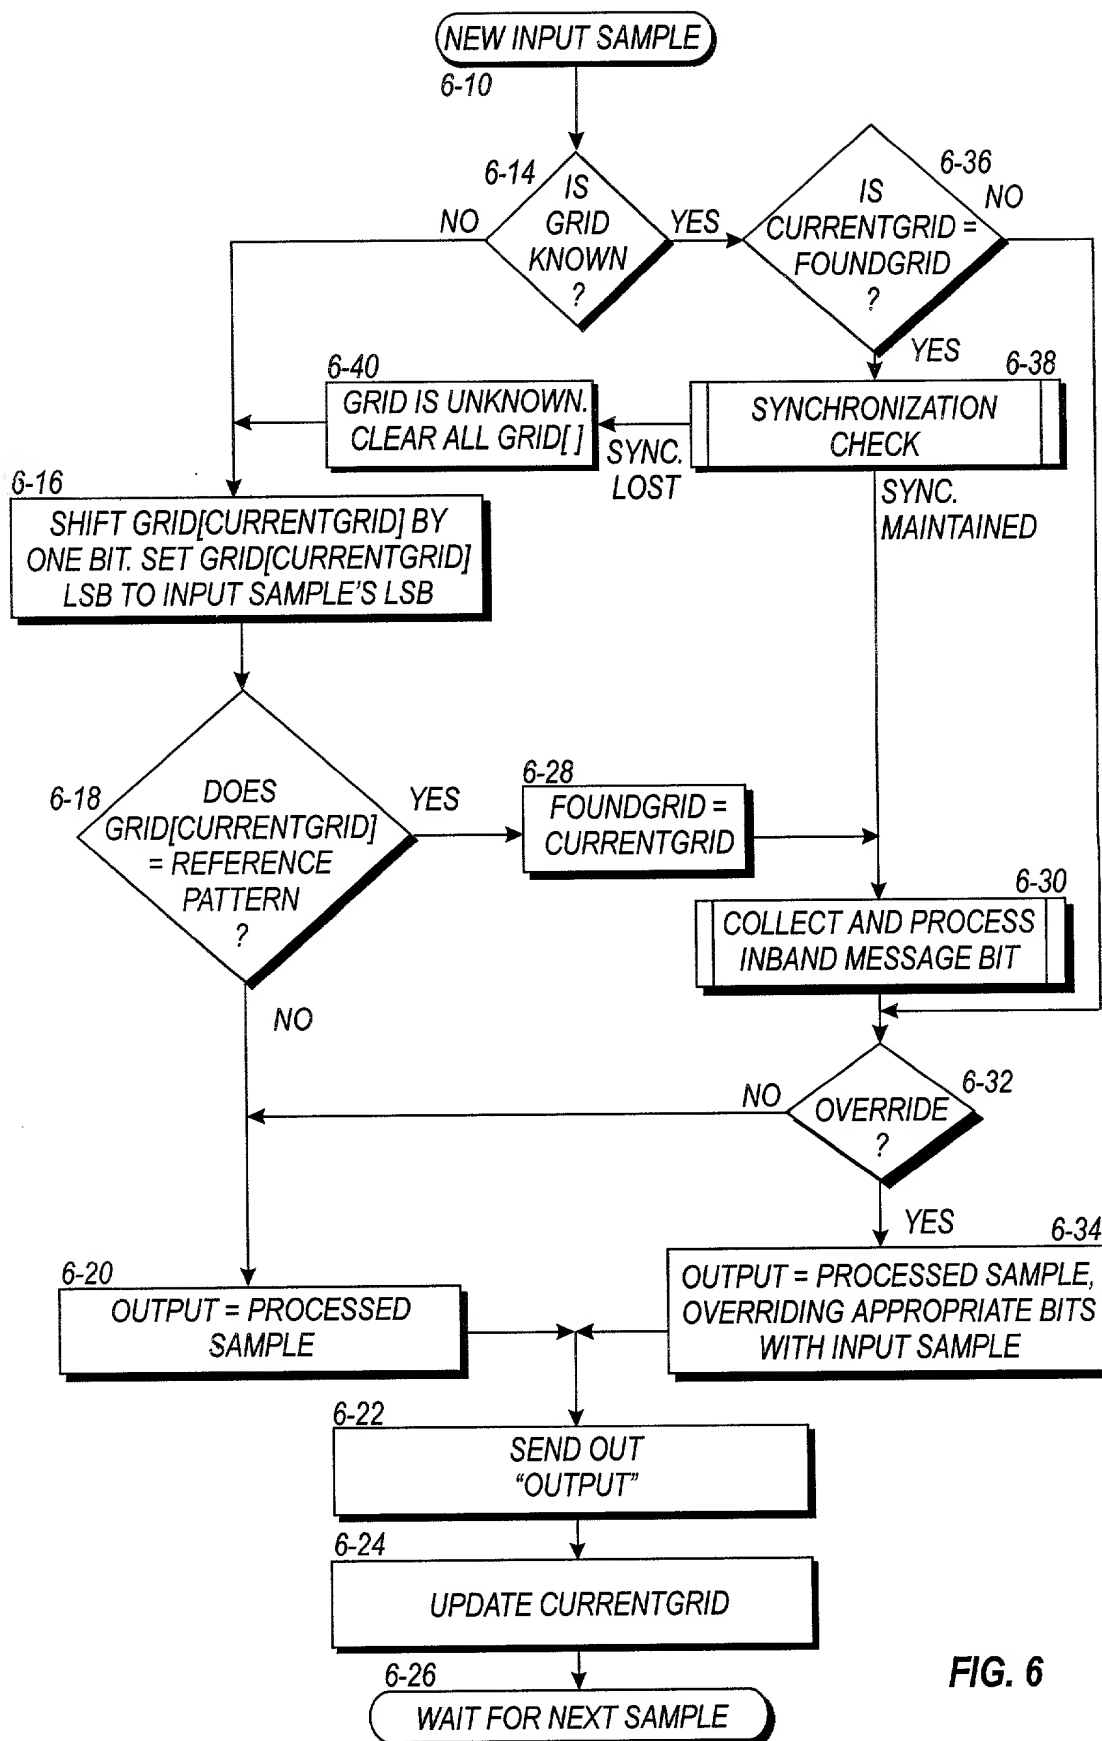 NEW INPUT SAMPLE
6-10
6-14
IS
GRID
KNOWN
?
NO
YES
6-36
IS
CURRENTGRID =
FOUNDGRID
?
NO
YES
6-38
SYNCHRONIZATION
CHECK
6-40
GRID IS UNKNOWN.
CLEAR ALL GRID[ ]
SYNC.
LOST
SYNC.
MAINTAINED
6-16
SHIFT GRID[CURRENTGRID] BY
ONE BIT. SET GRID[CURRENTGRID]
LSB TO INPUT SAMPLE'S LSB
6-18
DOES
GRID[CURRENTGRID]
= REFERENCE
PATTERN
?
YES
NO
6-28
FOUNDGRID =
CURRENTGRID
6-30
COLLECT AND PROCESS
INBAND MESSAGE BIT
6-32
OVERRIDE
?
NO
YES
6-34
OUTPUT = PROCESSED SAMPLE,
OVERRIDING APPROPRIATE BITS
WITH INPUT SAMPLE
6-20
OUTPUT = PROCESSED
SAMPLE
6-22
SEND OUT
“OUTPUT”
6-24
UPDATE CURRENTGRID
6-26
WAIT FOR NEXT SAMPLE
FIG. 6